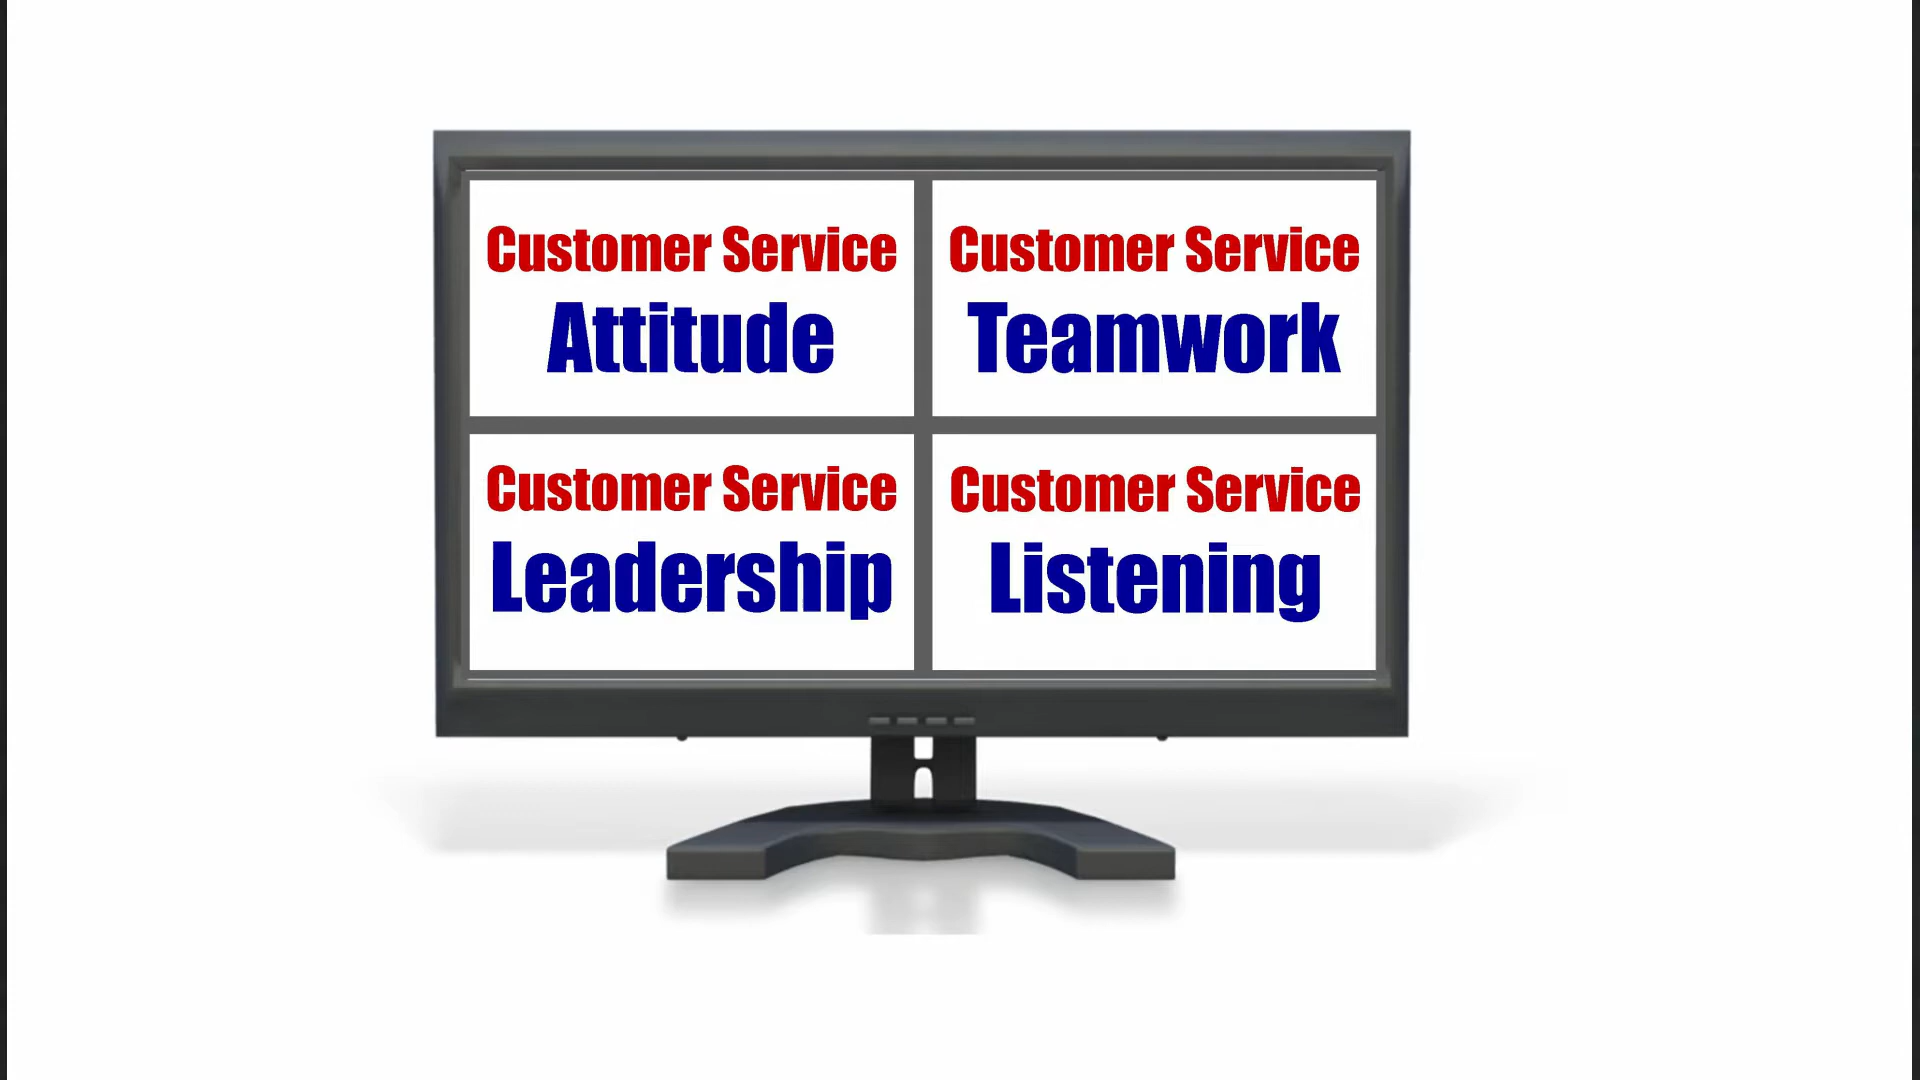 Customer Service
Attitude
Customer Service
Teamwork
Customer Service
Leadership
Customer Service
Listening